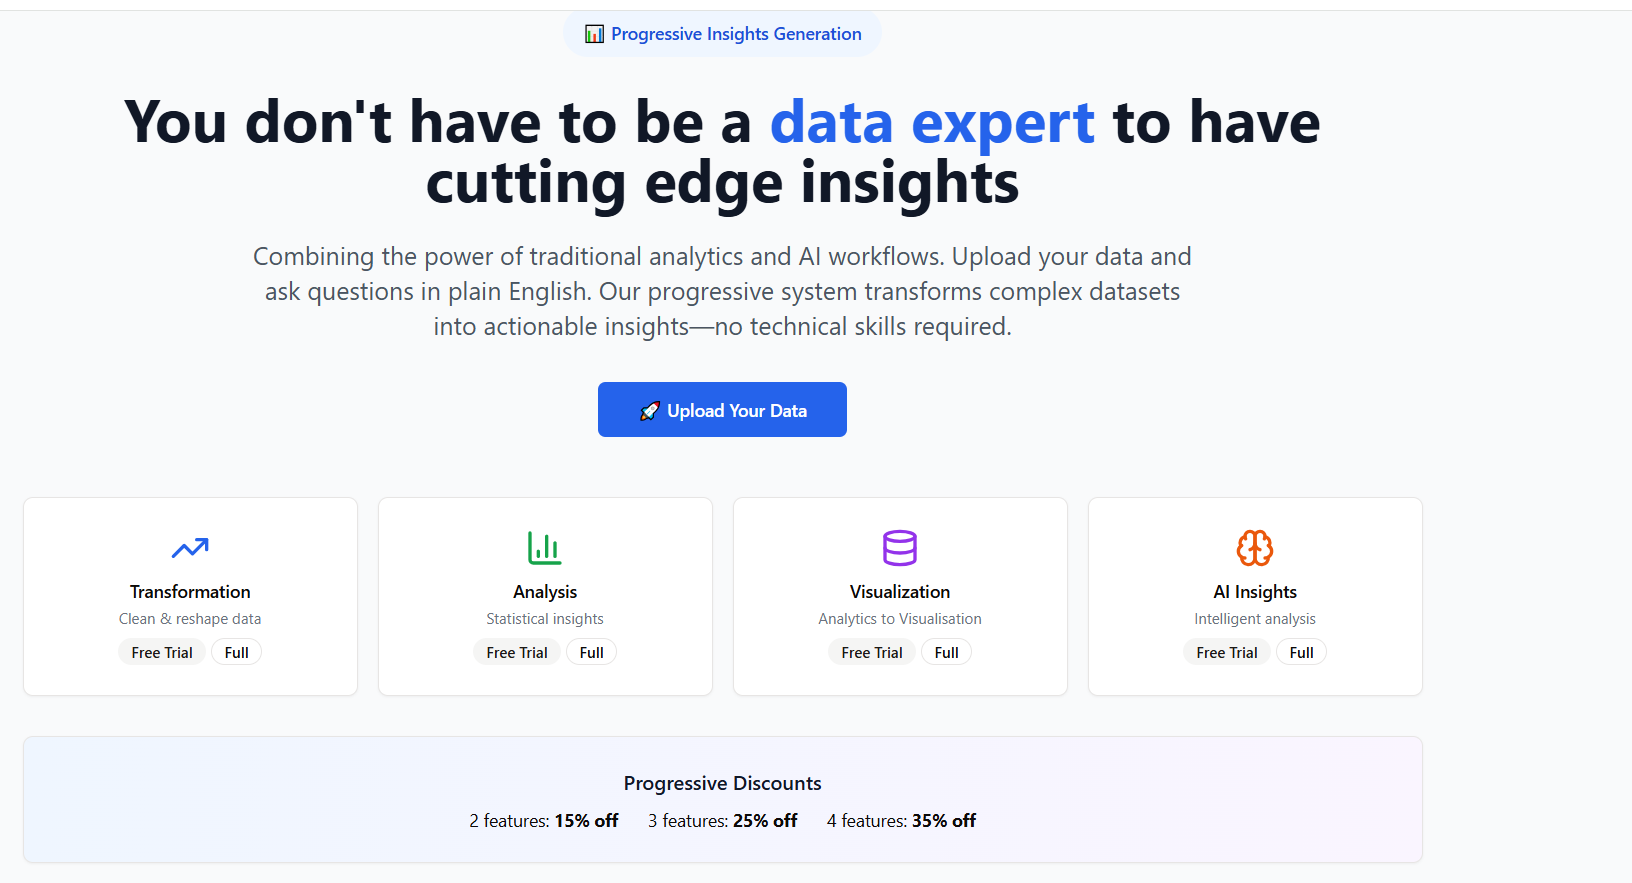 📊 Progressive Insights Generation
You don't have to be a data expert to have
cutting edge insights
Combining the power of traditional analytics and AI workflows. Upload your data and
ask questions in plain English. Our progressive system transforms complex datasets
into actionable insights—no technical skills required.
🚀 Upload Your Data
Transformation
Clean & reshape data
Free Trial Full
Analysis
Statistical insights
Free Trial Full
Visualization
Analytics to Visualisation
Free Trial Full
AI Insights
Intelligent analysis
Free Trial Full
Progressive Discounts
2 features: 15% off 3 features: 25% off 4 features: 35% off